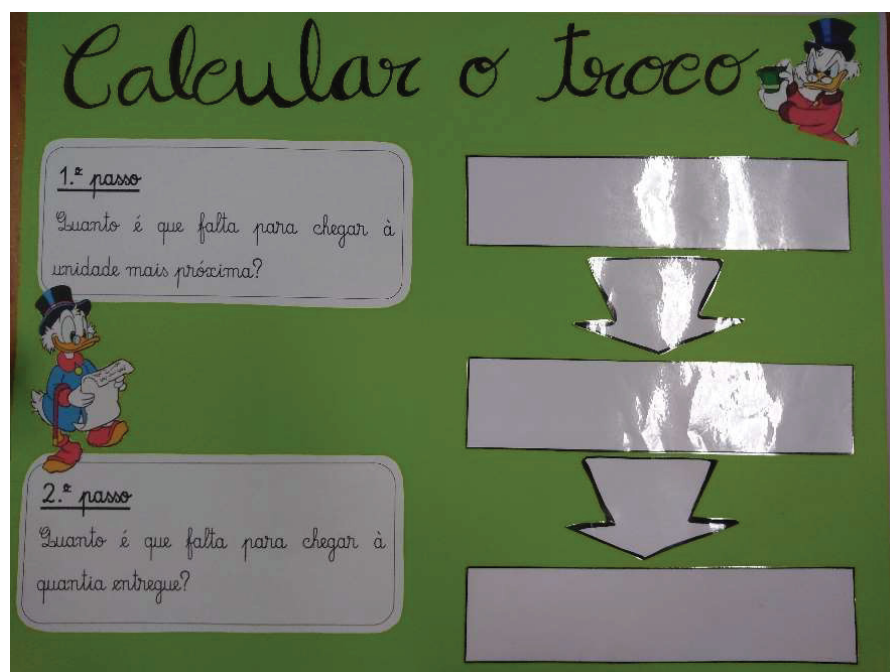 Calcular o troco
1.º passo
Quanto é que falta para chegar à
unidade mais próxima?
2.º passo
Quanto é que falta para chegar à
quantia entregue?